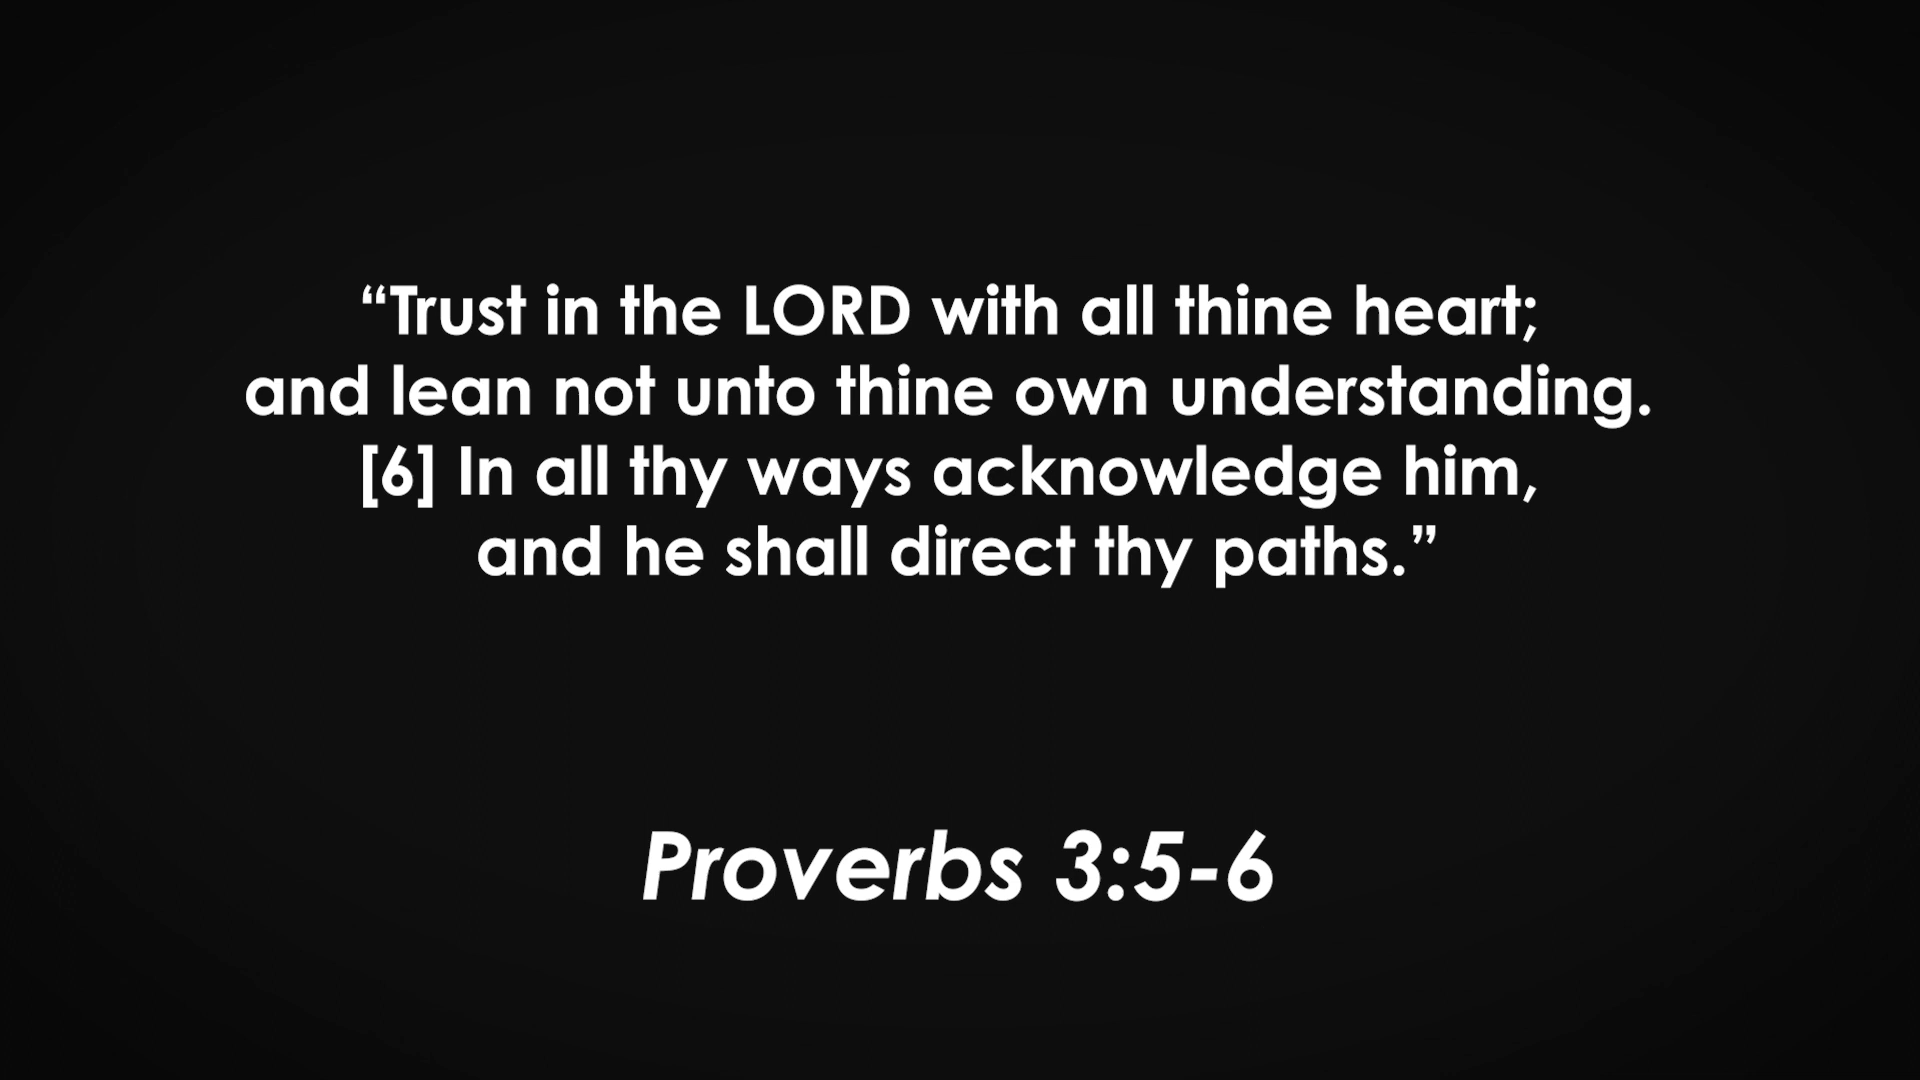 “Trust in the LORD with all thine heart;
and lean not unto thine own understanding.
[6] In all thy ways acknowledge him,
and he shall direct thy paths.”
Proverbs 3:5-6